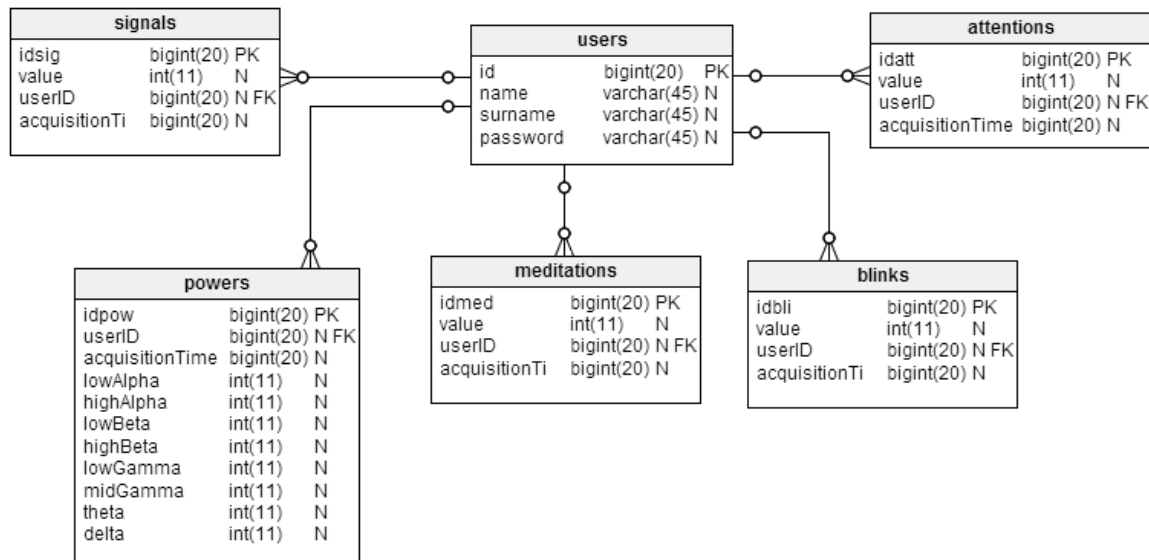 signals
idsig bigint(20) PK
value int(11) N
userID bigint(20) N FK
acquisitionTi bigint(20) N
users
id bigint(20) PK
name varchar(45) N
surname varchar(45) N
password varchar(45) N
attentions
idatt bigint(20) PK
value int(11) N
userID bigint(20) N FK
acquisitionTime bigint(20) N
powers
idpow bigint(20) PK
userID bigint(20) N FK
acquisitionTime bigint(20) N
lowAlpha int(11) N
highAlpha int(11) N
lowBeta int(11) N
highBeta int(11) N
lowGamma int(11) N
midGamma int(11) N
theta int(11) N
delta int(11) N
meditations
idmed bigint(20) PK
value int(11) N
userID bigint(20) N FK
acquisitionTi bigint(20) N
blinks
idbli bigint(20) PK
value int(11) N
userID bigint(20) N FK
acquisitionTi bigint(20) N